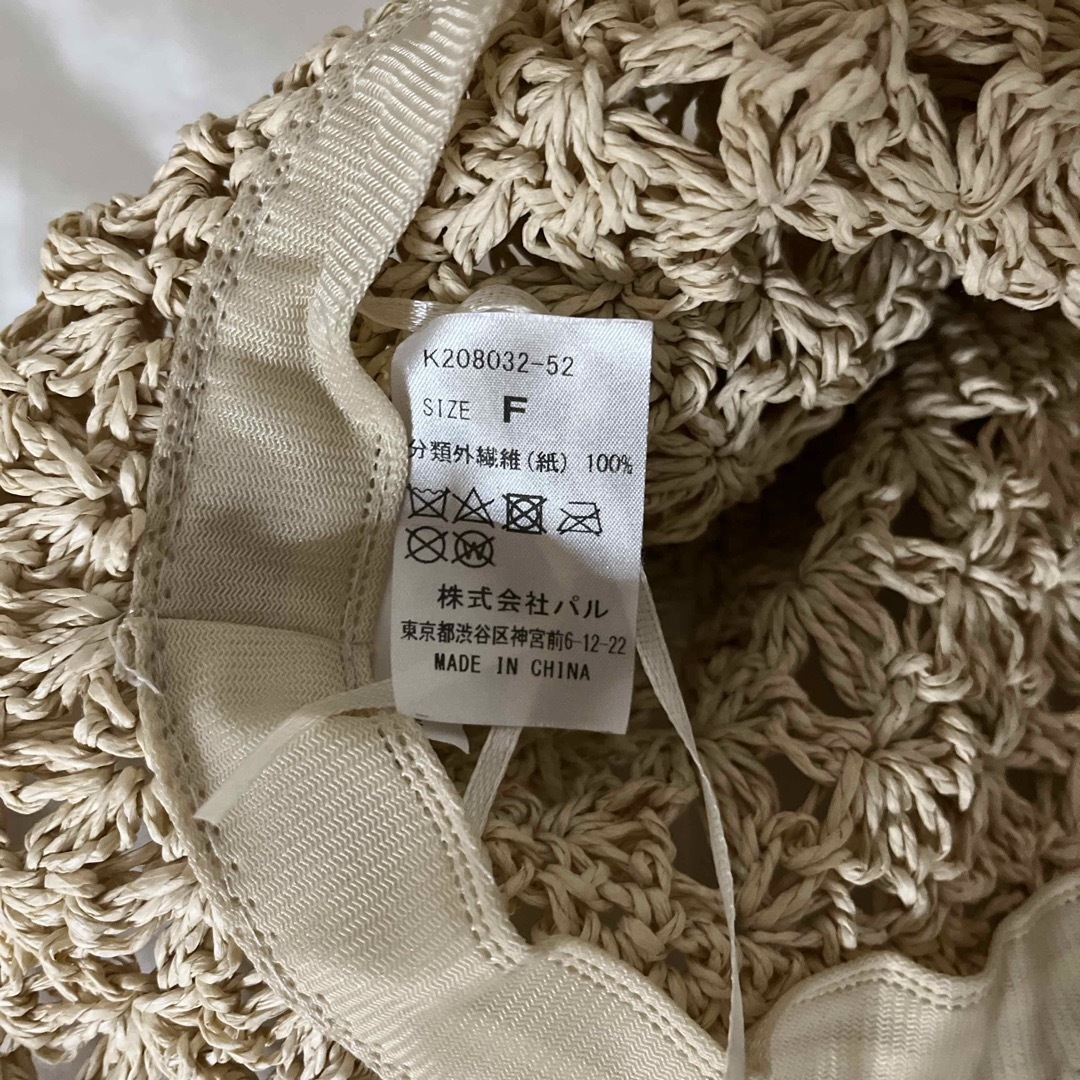 K208032-52
SIZE F
分類外繊維(紙) 100%
株式会社パル
東京都渋谷区神宮前6-12-22
MADE IN CHINA